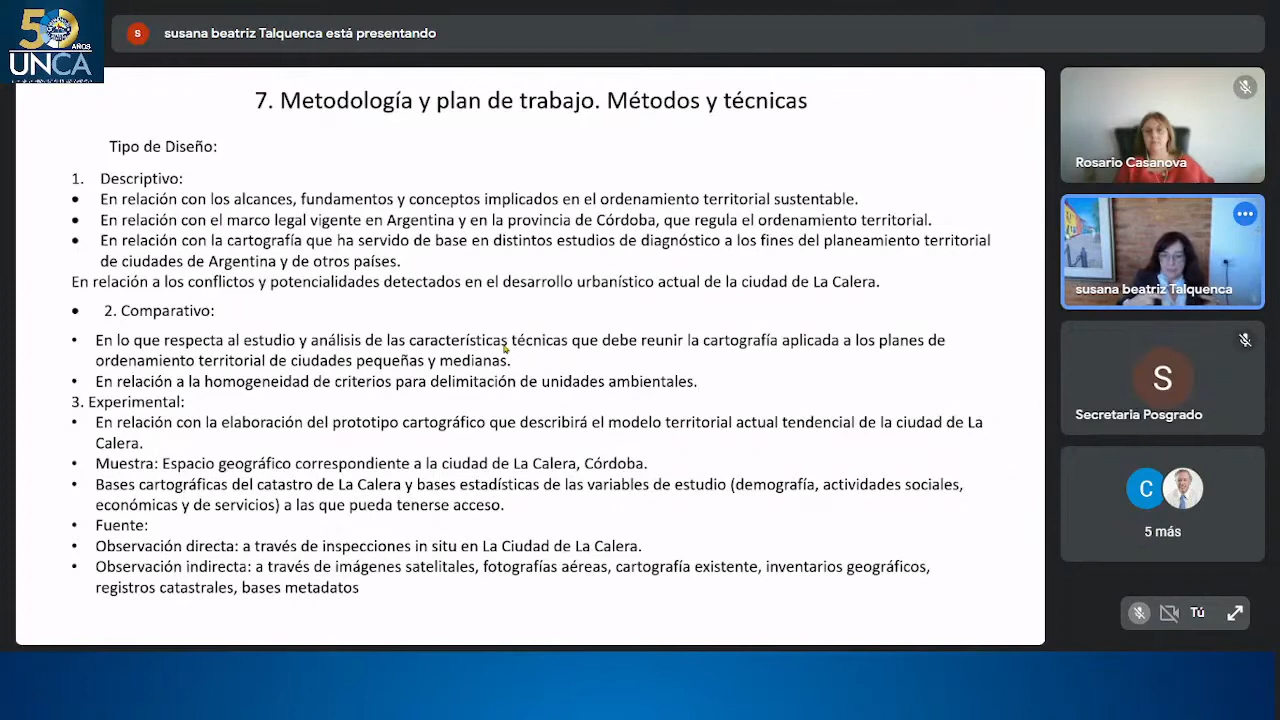 50
AÑOS
UNCA
s
susana beatriz Talquenca está presentando
7. Metodología y plan de trabajo. Métodos y técnicas
Tipo de Diseño:
1. Descriptivo:
• En relación con los alcances, fundamentos y conceptos implicados en el ordenamiento territorial sustentable.
• En relación con el marco legal vigente en Argentina y en la provincia de Córdoba, que regula el ordenamiento territorial.
• En relación con la cartografía que ha servido de base en distintos estudios de diagnóstico a los fines del planeamiento territorial
de ciudades de Argentina y de otros países.
En relación a los conflictos y potencialidades detectados en el desarrollo urbanístico actual de la ciudad de La Calera.
• 2. Comparativo:
• En lo que respecta al estudio y análisis de las características técnicas que debe reunir la cartografía aplicada a los planes de
ordenamiento territorial de ciudades pequeñas y medianas.
• En relación a la homogeneidad de criterios para delimitación de unidades ambientales.
3. Experimental:
• En relación con la elaboración del prototipo cartográfico que describirá el modelo territorial actual tendencial de la ciudad de La
Calera.
• Muestra: Espacio geográfico correspondiente a la ciudad de La Calera, Córdoba.
• Bases cartográficas del catastro de La Calera y bases estadísticas de las variables de estudio (demografía, actividades sociales,
económicas y de servicios) a las que pueda tenerse acceso.
• Fuente:
• Observación directa: a través de inspecciones in situ en La Ciudad de La Calera.
• Observación indirecta: a través de imágenes satelitales, fotografías aéreas, cartografía existente, inventarios geográficos,
registros catastrales, bases metadatos
Rosario Casanova
susana beatriz Talquenca
S
Secretaria Posgrado
C
5 más
Tú